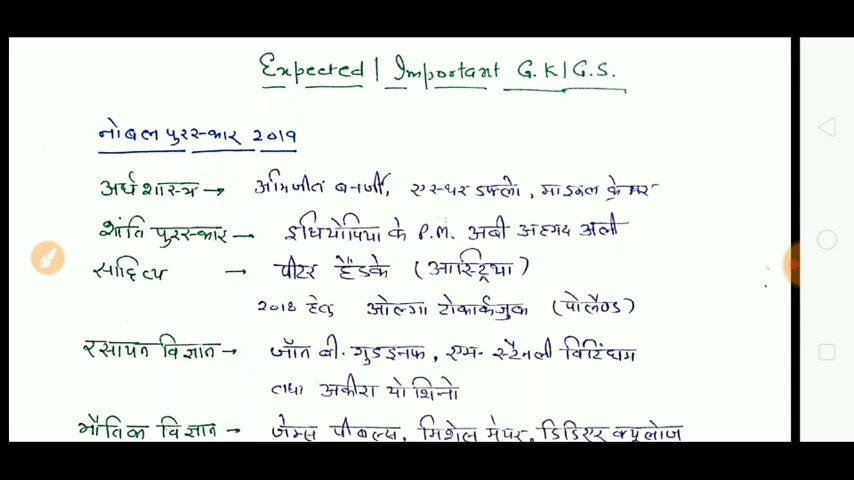 Expected | Important G.K/G.S.
नोबल पुरस्कार 2019
अर्थशास्त्र → अभिजीत बनर्जी, एस्थर डफ्लो, माइकल क्रेमर
शांति पुरस्कार → इथियोपिया के P.M. अबी अहमद अली
साहित्य → पीटर हैंडके (आस्ट्रिया)
2018 हेतु ओल्गा टोकार्कजुक (पोलैण्ड)
रसायन विज्ञान → जॉन बी. गुडइनफ, एम. स्टैनली विटिंघम
तथा अकीरा योशिनो
भौतिक विज्ञान → जेम्स पीबल्स, मिशेल मेयर, डिडिएर क्यूलोज